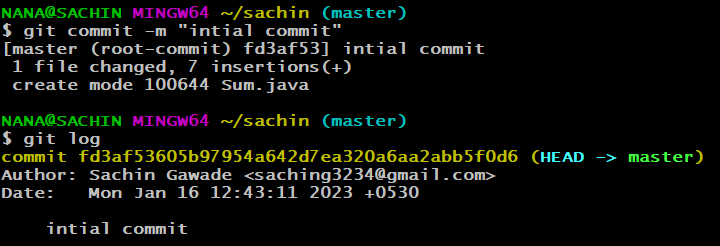 NANA@SACHIN MINGW64 ~/sachin (master)
$ git commit -m "intial commit"
[master (root-commit) fd3af53] intial commit
 1 file changed, 7 insertions(+)
 create mode 100644 Sum.java

NANA@SACHIN MINGW64 ~/sachin (master)
$ git log
commit fd3af53605b97954a642d7ea320a6aa2abb5f0d6 (HEAD -> master)
Author: Sachin Gawade <saching3234@gmail.com>
Date:   Mon Jan 16 12:43:11 2023 +0530

    intial commit